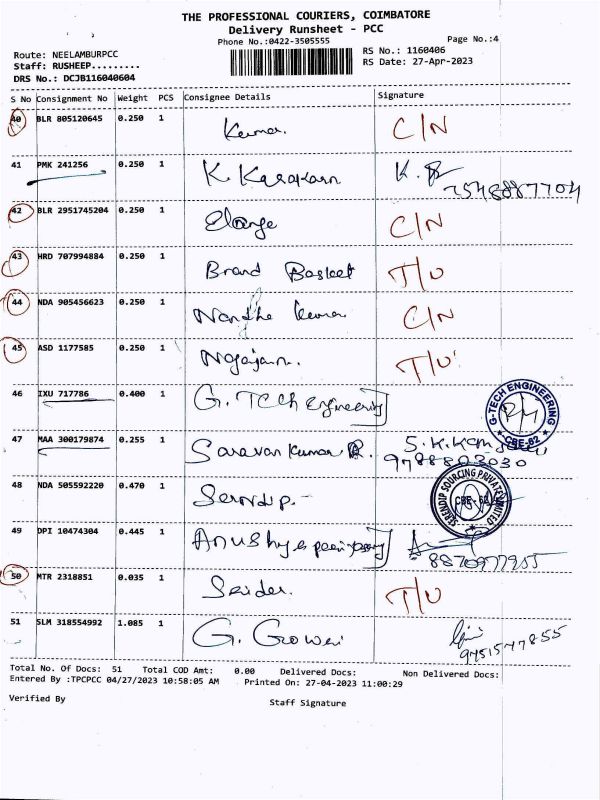 THE PROFESSIONAL COURIERS, COIMBATORE
Delivery Runsheet - PCC
Phone No.:0422-3505555 Page No.:4
Route: NEELAMBURPCC RS No.: 1160406
Staff: RUSHEEP......... RS Date: 27-Apr-2023
DRS No.: DCJB116040604
S No Consignment No Weight PCS Consignee Details Signature
40 BLR 805120645 0.250 1 Kumar. C/N
41 PMK 241256 0.250 1 K. 7548887704
42 BLR 2951745204 0.250 1 C/N
43 HRD 707994884 0.250 1 Brand Basket T/U
44 NDA 905456623 0.250 1 Nandha Kumar C/N
45 ASD 1177585 0.250 1 T/U
46 IXU 717786 0.400 1 G. Tech Engineering G-TECH ENGINEERING CBE-62
47 MAA 300179874 0.255 1 Saravan Kumar R. 9788803030
48 NDA 505592220 0.470 1 Serndip. SERENDIP SOURCING PRIVATE LIMITED
49 DPI 10474304 0.445 1 8870977955
50 MTR 2318851 0.035 1 T/U
51 SLM 318554992 1.085 1 G. Gowri 9751577855
Total No. Of Docs: 51 Total COD Amt: 0.00 Delivered Docs: Non Delivered Docs:
Entered By :TPCPCC 04/27/2023 10:58:05 AM Printed On: 27-04-2023 11:00:29
Verified By Staff Signature